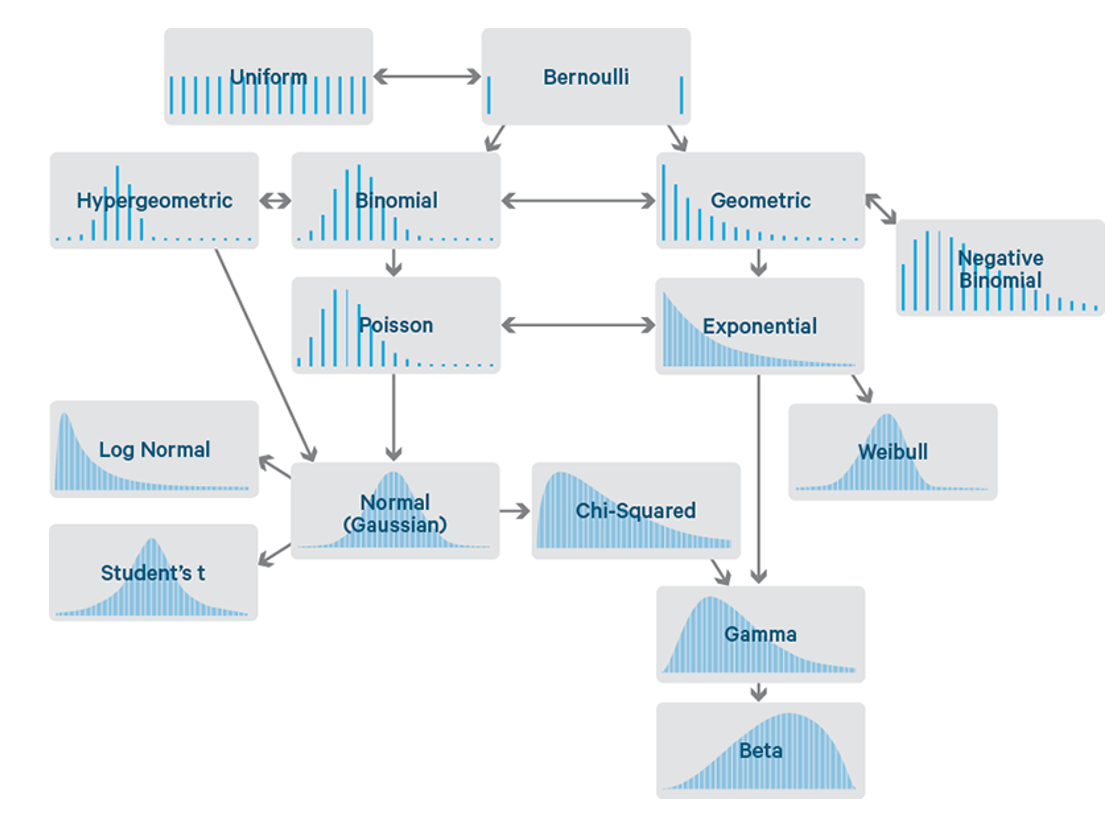 Uniform
Bernoulli
Hypergeometric
Binomial
Geometric
Negative
Binomial
Poisson
Exponential
Log Normal
Weibull
Normal
(Gaussian)
Chi-Squared
Student's t
Gamma
Beta